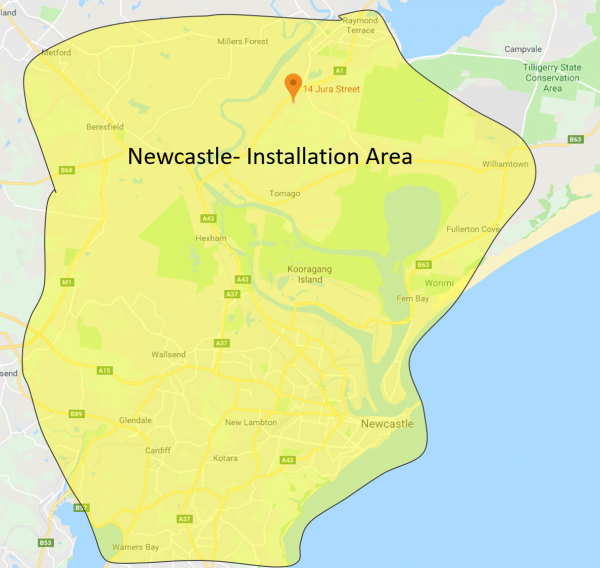 land
Raymond
Terrace
Millers Forest
Metford
Campvale
A1
Tilligerry State
Conservation
Area
14 Jura Street
Beresfield
B63
Newcastle- Installation Area
Williamtown
B68
Tomago
A43
Fullerton Cove
Hexham
B63
Kooragang
Island
A43
M1
Worimi
A37
Fern Bay
A37
Wallsend
A15
send
B89
Glendale
New Lambton
Newcastle
Cardiff
Kotara
A43
B57
A37
B53
Warners Bay